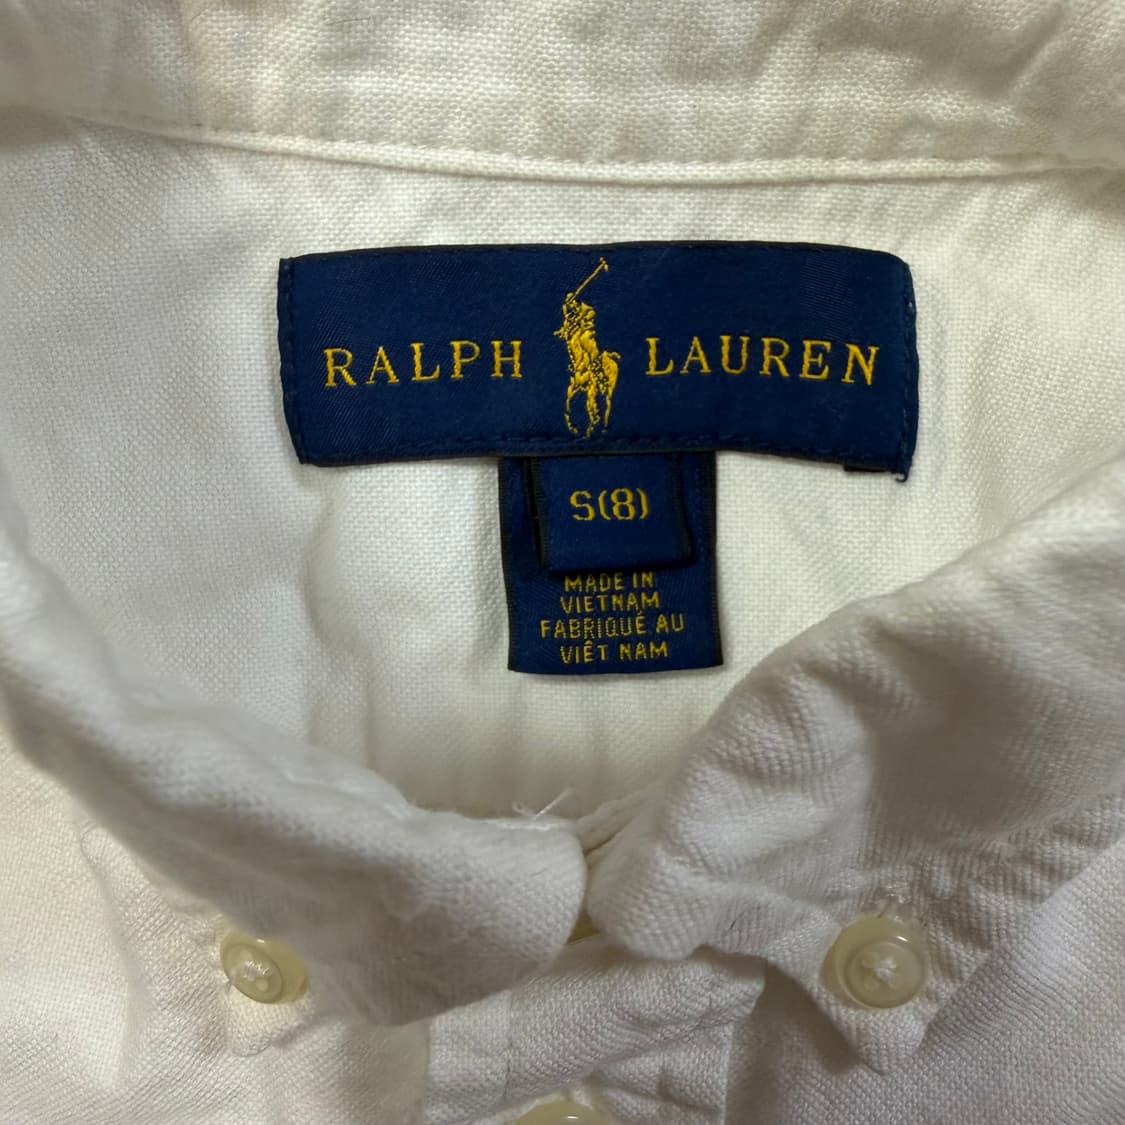 RALPH LAUREN
S(8)
MADE IN
VIETNAM
FABRIQUÉ AU
VIÊT NAM